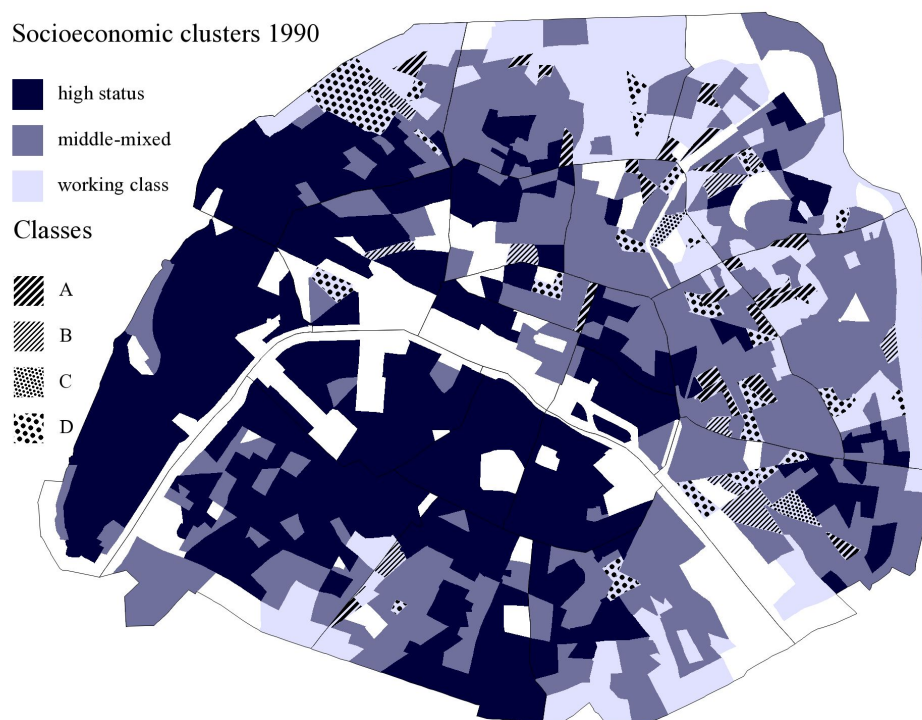 Socioeconomic clusters 1990
high status
middle-mixed
working class
Classes
A
B
C
D